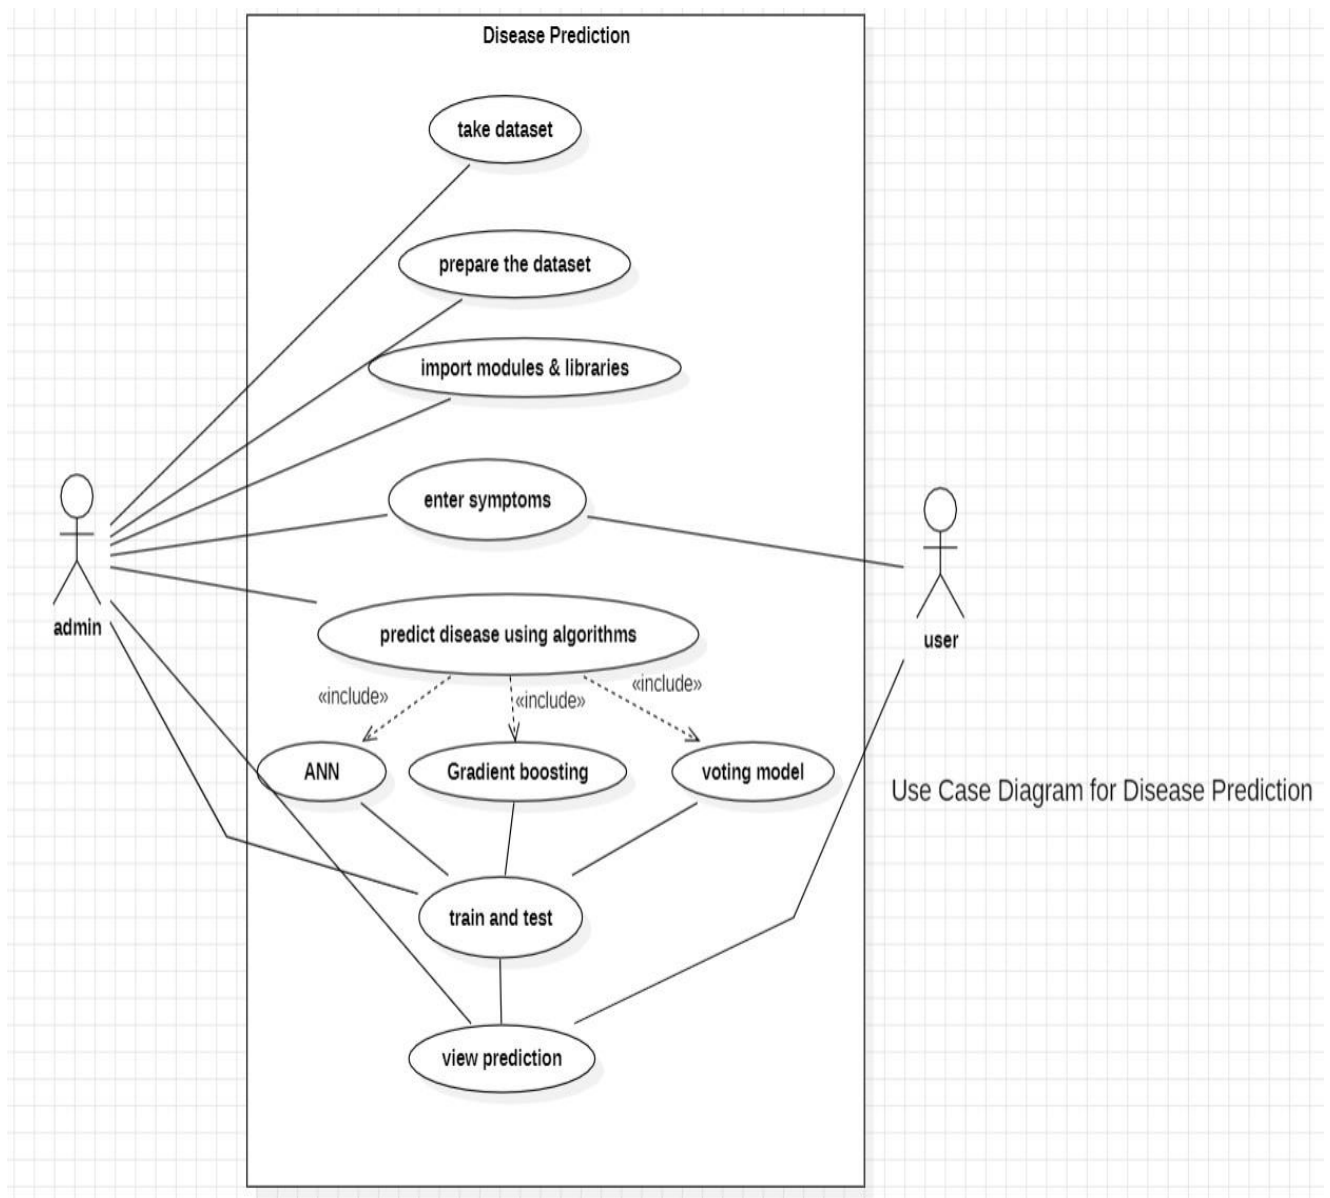 Disease Prediction
take dataset
prepare the dataset
import modules & libraries
enter symptoms
admin
user
predict disease using algorithms
«include»
«include»
«include»
ANN
Gradient boosting
voting model
Use Case Diagram for Disease Prediction
train and test
view prediction